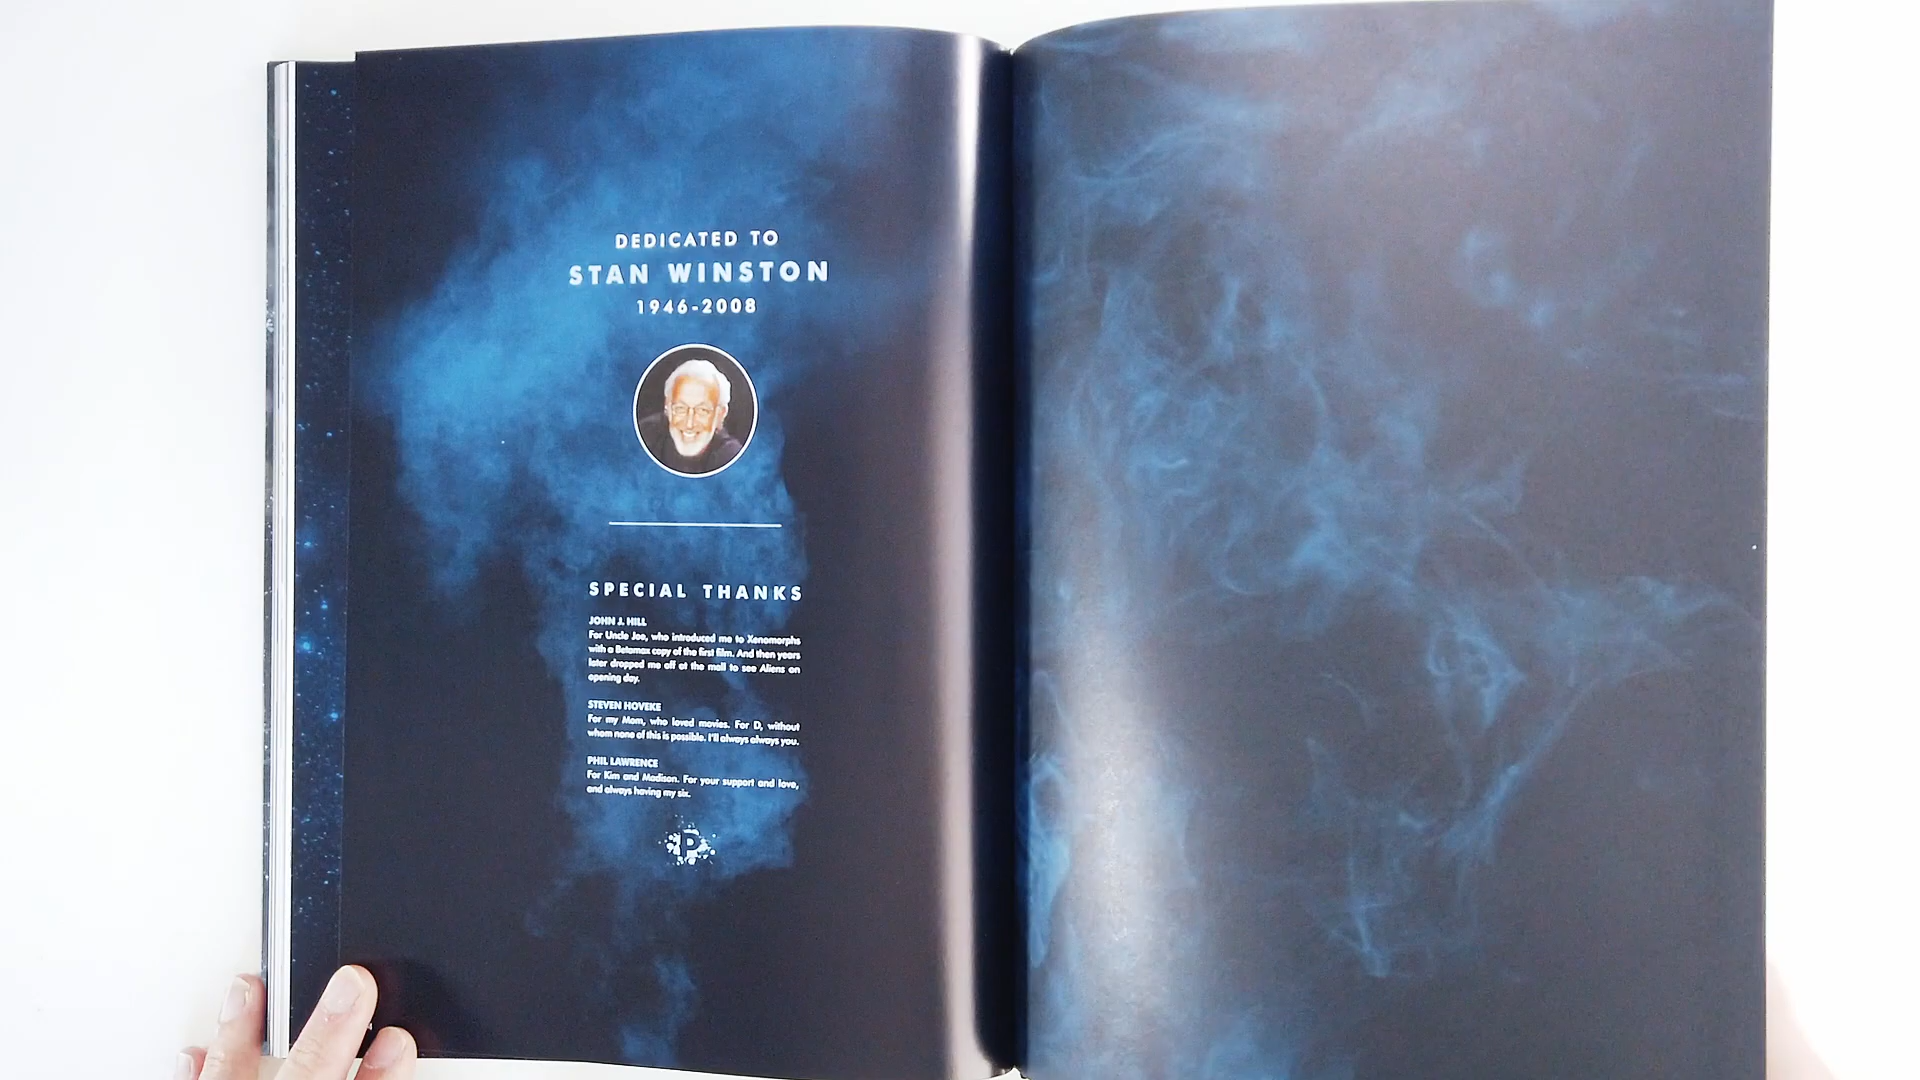 DEDICATED TO
STAN WINSTON
1946-2008
SPECIAL THANKS
JOHN J. HILL
For Uncle Joe, who introduced me to Xenomorphs
with a Betamax copy of the first film. And then years
later dropped me off at the mall to see Aliens on
opening day.
STEVEN HOVEKE
For my Mom, who loved movies. For D, without
whom none of this is possible. I'll always always you.
PHIL LAWRENCE
For Kim and Madison. For your support and love,
and always having my six.
P
4